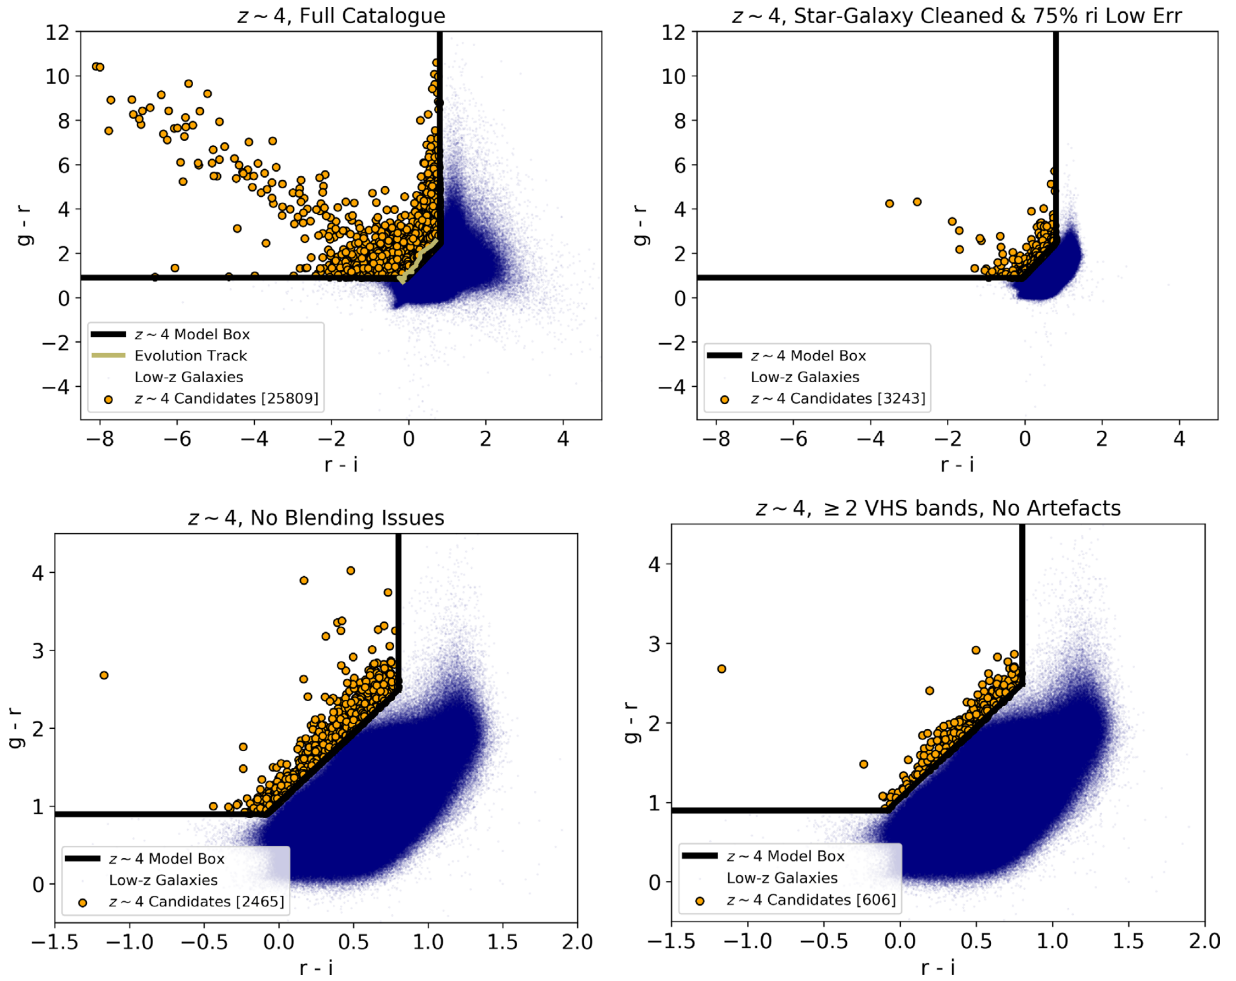 z ~ 4, Full Catalogue
12
10
8
6
4
2
0
−2
−4
g - r
−8
−6
−4
−2
0
2
4
r - i
z ~ 4 Model Box
Evolution Track
Low-z Galaxies
z ~ 4 Candidates [25809]
z ~ 4, Star-Galaxy Cleaned & 75% ri Low Err
12
10
8
6
4
2
0
−2
−4
g - r
−8
−6
−4
−2
0
2
4
r - i
z ~ 4 Model Box
Low-z Galaxies
z ~ 4 Candidates [3243]
z ~ 4, No Blending Issues
4
3
2
1
0
g - r
−1.5
−1.0
−0.5
0.0
0.5
1.0
1.5
2.0
r - i
z ~ 4 Model Box
Low-z Galaxies
z ~ 4 Candidates [2465]
z ~ 4, ≥2 VHS bands, No Artefacts
4
3
2
1
0
g - r
−1.5
−1.0
−0.5
0.0
0.5
1.0
1.5
2.0
r - i
z ~ 4 Model Box
Low-z Galaxies
z ~ 4 Candidates [606]